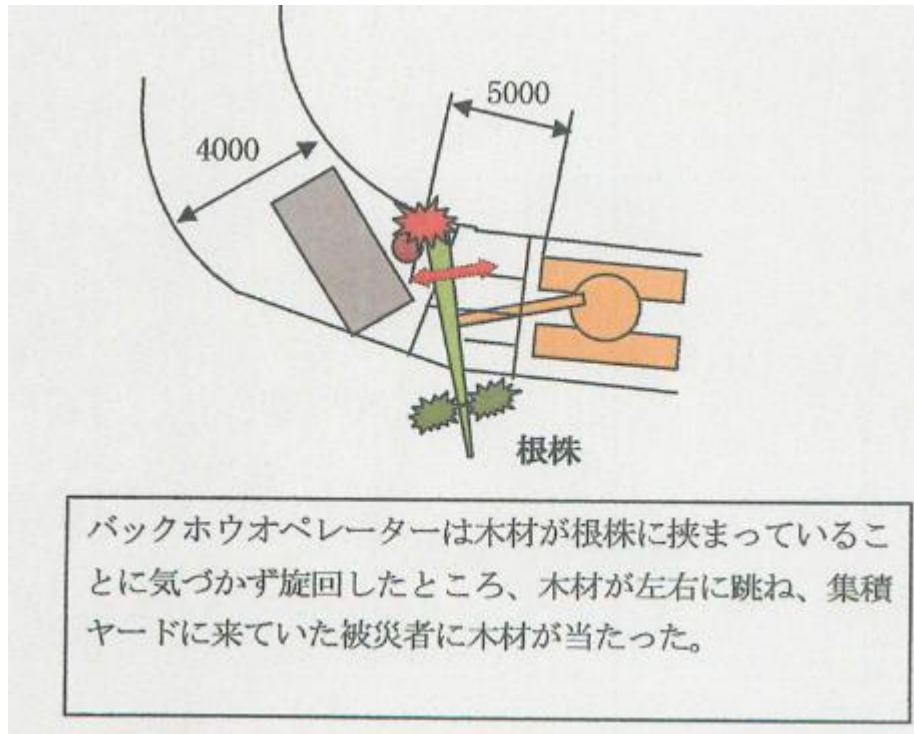 5000
4000
根株
バックホウオペレーターは木材が根株に挟まっているこ
とに気づかず旋回したところ、木材が左右に跳ね、集積
ヤードに来ていた被災者に木材が当たった。